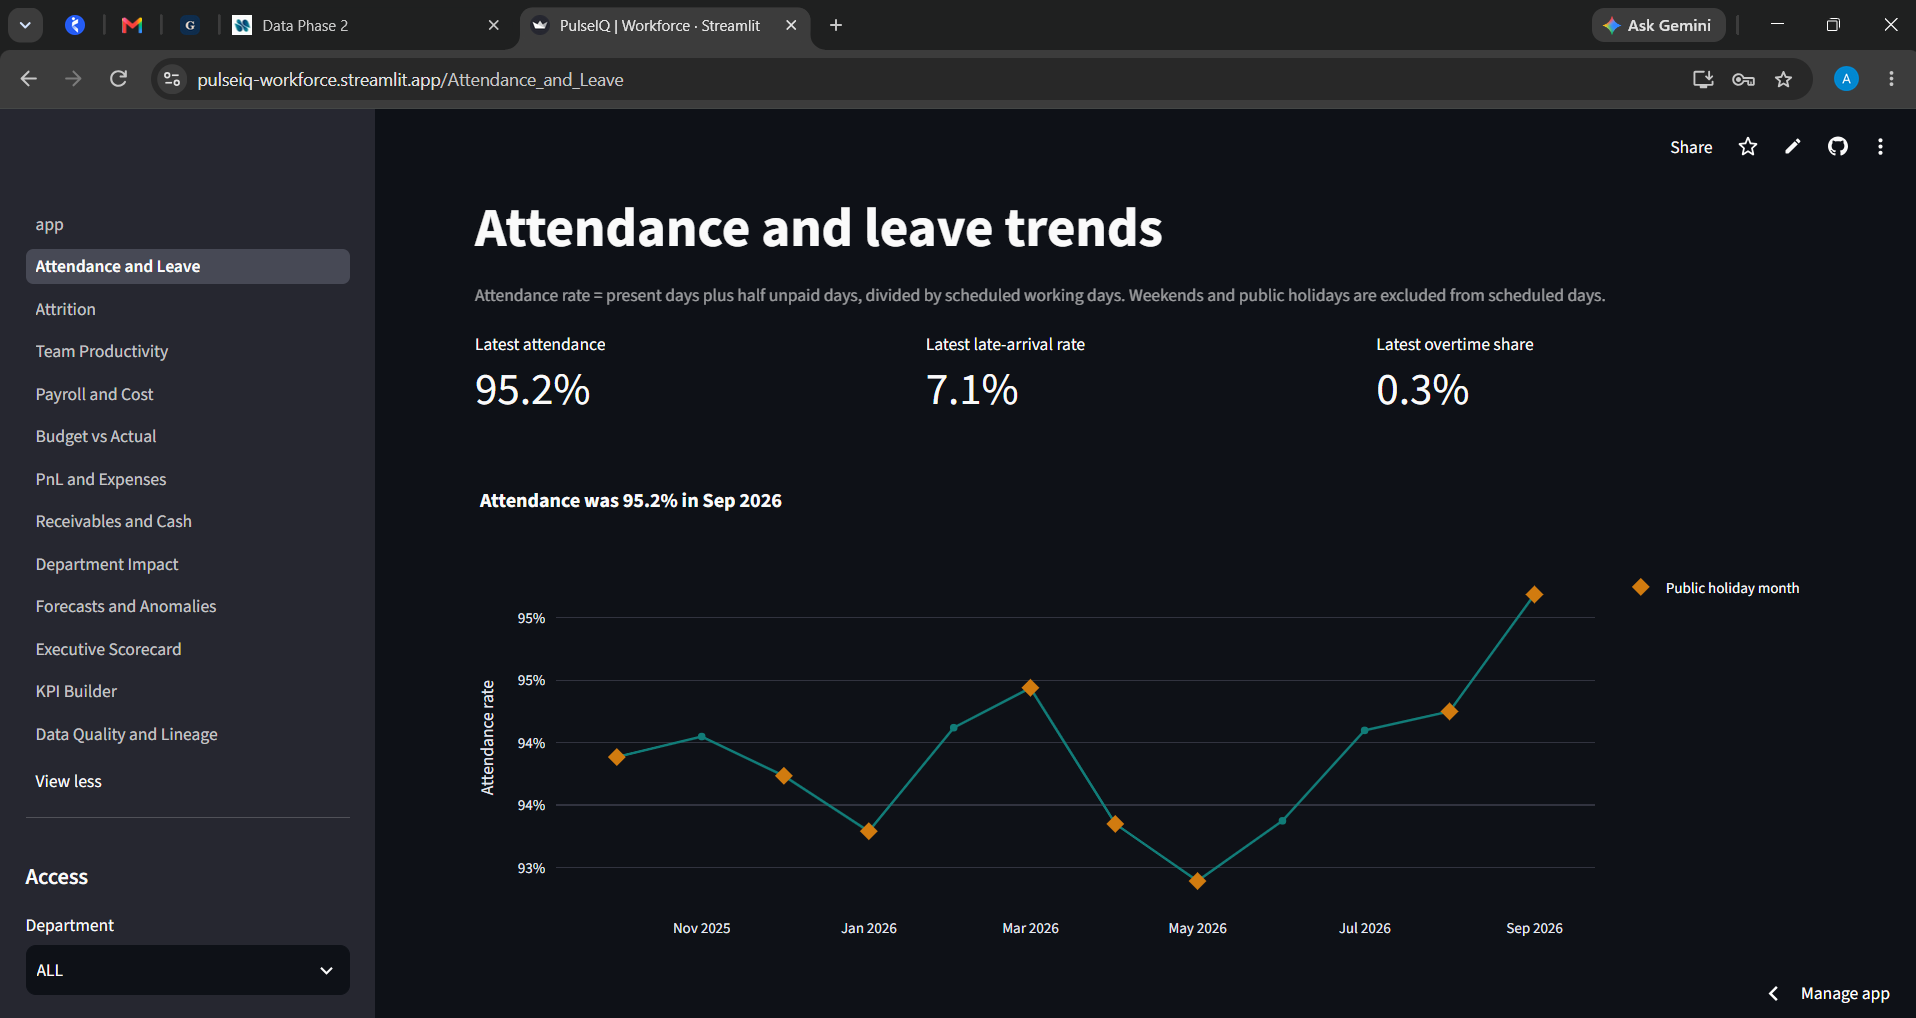 G
Data Phase 2
PulseIQ | Workforce · Streamlit
Ask Gemini
pulseiq-workforce.streamlit.app/Attendance_and_Leave
A
Share
app
Attendance and Leave
Attrition
Team Productivity
Payroll and Cost
Budget vs Actual
PnL and Expenses
Receivables and Cash
Department Impact
Forecasts and Anomalies
Executive Scorecard
KPI Builder
Data Quality and Lineage
View less
Access
Department
ALL
Attendance and leave trends
Attendance rate = present days plus half unpaid days, divided by scheduled working days. Weekends and public holidays are excluded from scheduled days.
Latest attendance
95.2%
Latest late-arrival rate
7.1%
Latest overtime share
0.3%
Attendance was 95.2% in Sep 2026
Public holiday month
95%
95%
94%
94%
93%
Attendance rate
Nov 2025
Jan 2026
Mar 2026
May 2026
Jul 2026
Sep 2026
Manage app